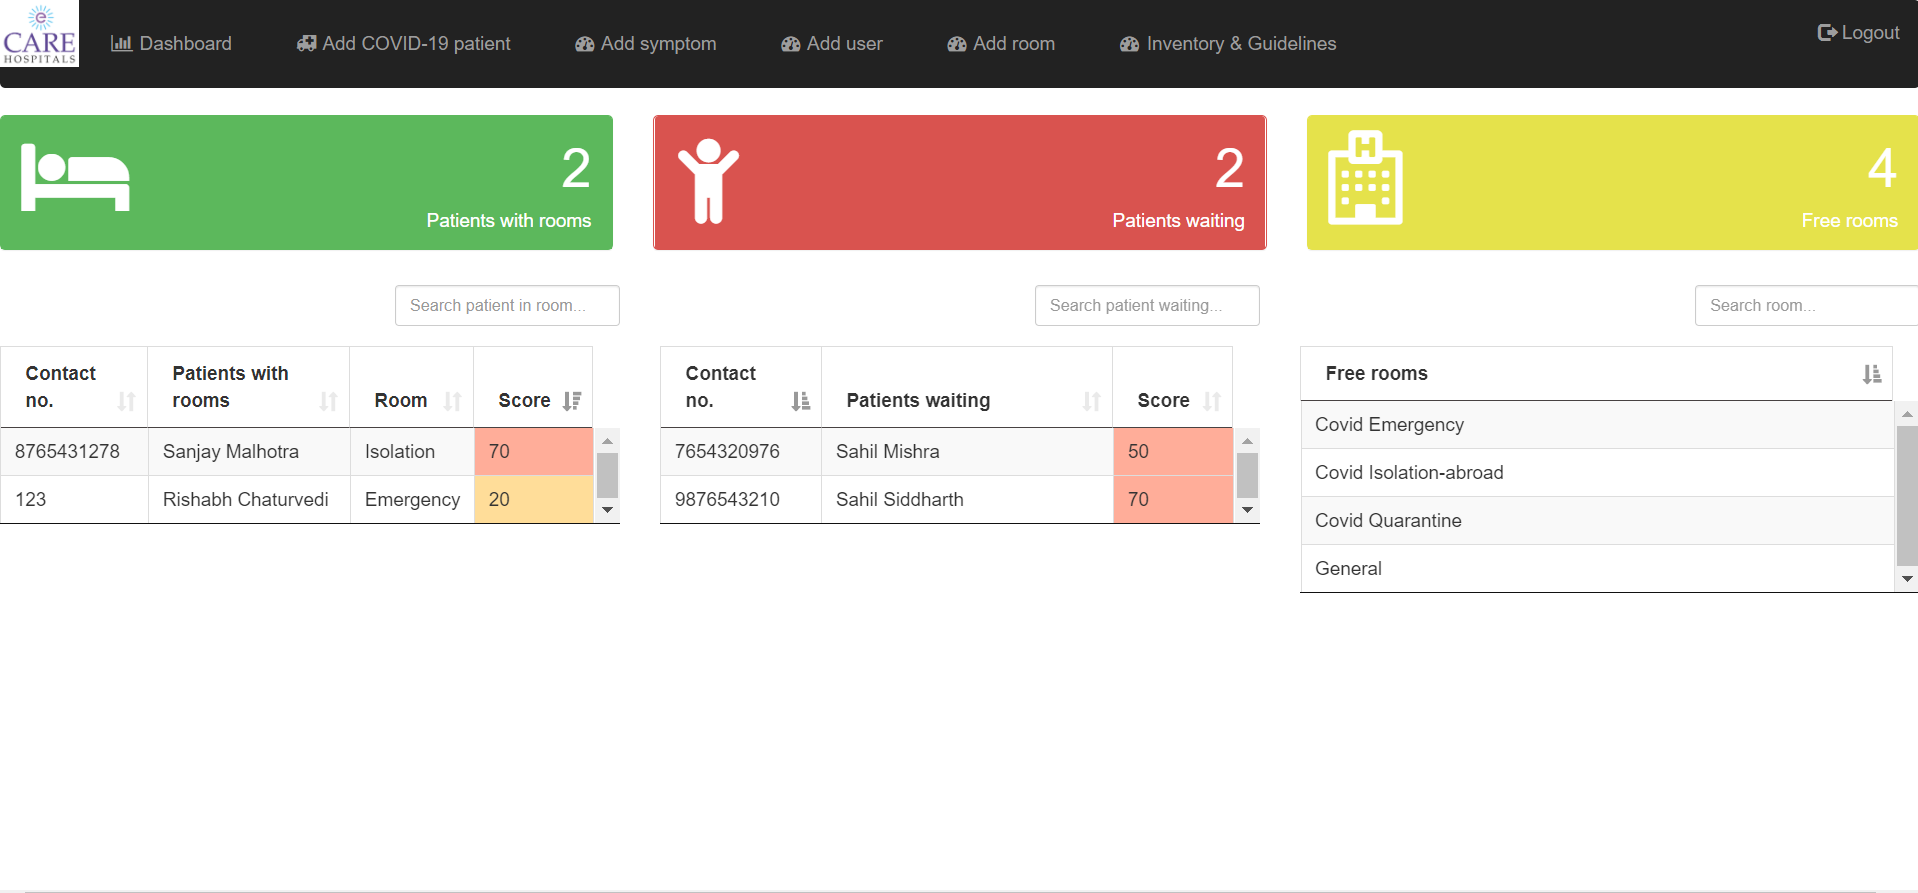 e
CARE
HOSPITALS
Dashboard
Add COVID-19 patient
Add symptom
Add user
Add room
Inventory & Guidelines
Logout
2
Patients with rooms
2
Patients waiting
H
4
Free rooms
Search patient in room...
Search patient waiting...
Search room...
Contact no.
Patients with rooms
Room
Score
8765431278 Sanjay Malhotra Isolation 70
123 Rishabh Chaturvedi Emergency 20
Contact no.
Patients waiting
Score
7654320976 Sahil Mishra 50
9876543210 Sahil Siddharth 70
Free rooms
Covid Emergency
Covid Isolation-abroad
Covid Quarantine
General